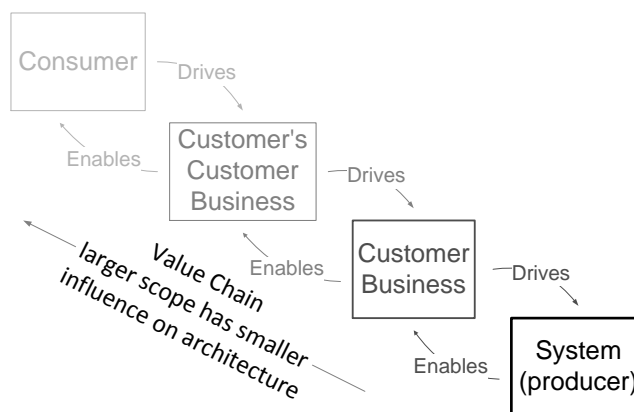 Consumer
Drives
Enables
Customer's
Customer
Business
Drives
Enables
Customer
Business
Drives
Enables
System
(producer)
Value Chain
larger scope has smaller
influence on architecture